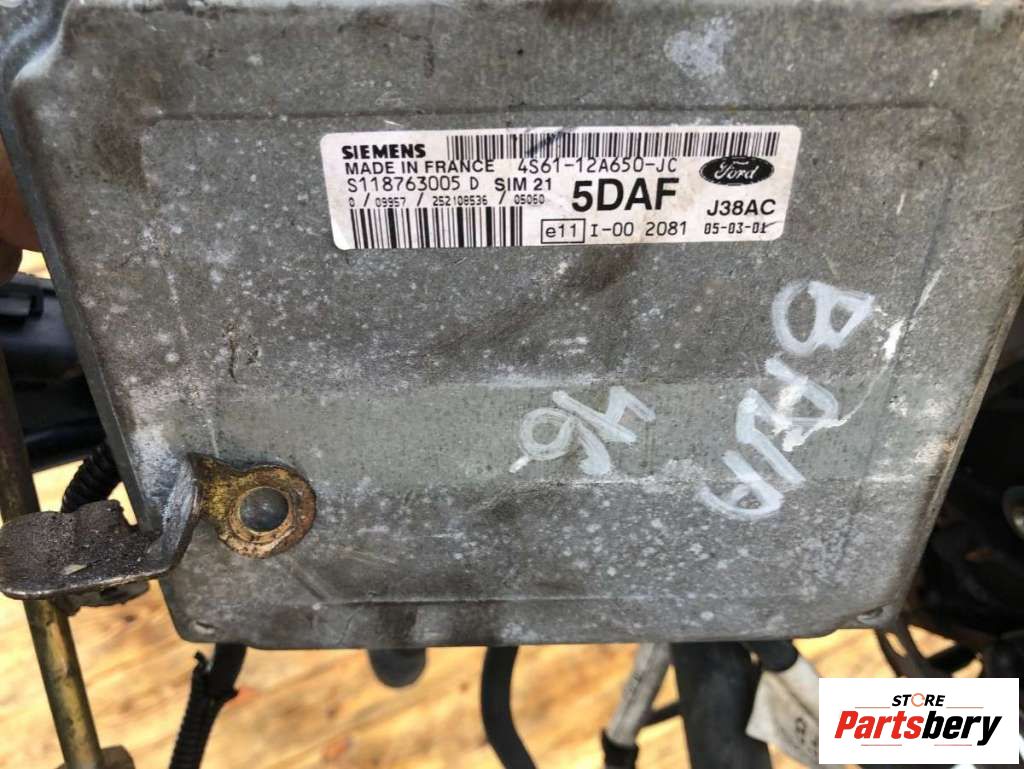 SIEMENS
MADE IN FRANCE 4S61-12A650-JC
S118763005 D SIM 21
0 / 09957 / 252108536 / 05060
5DAF
Ford
J38AC
e11 I-00 2081 05-03-01
46
STORE
Partsbery